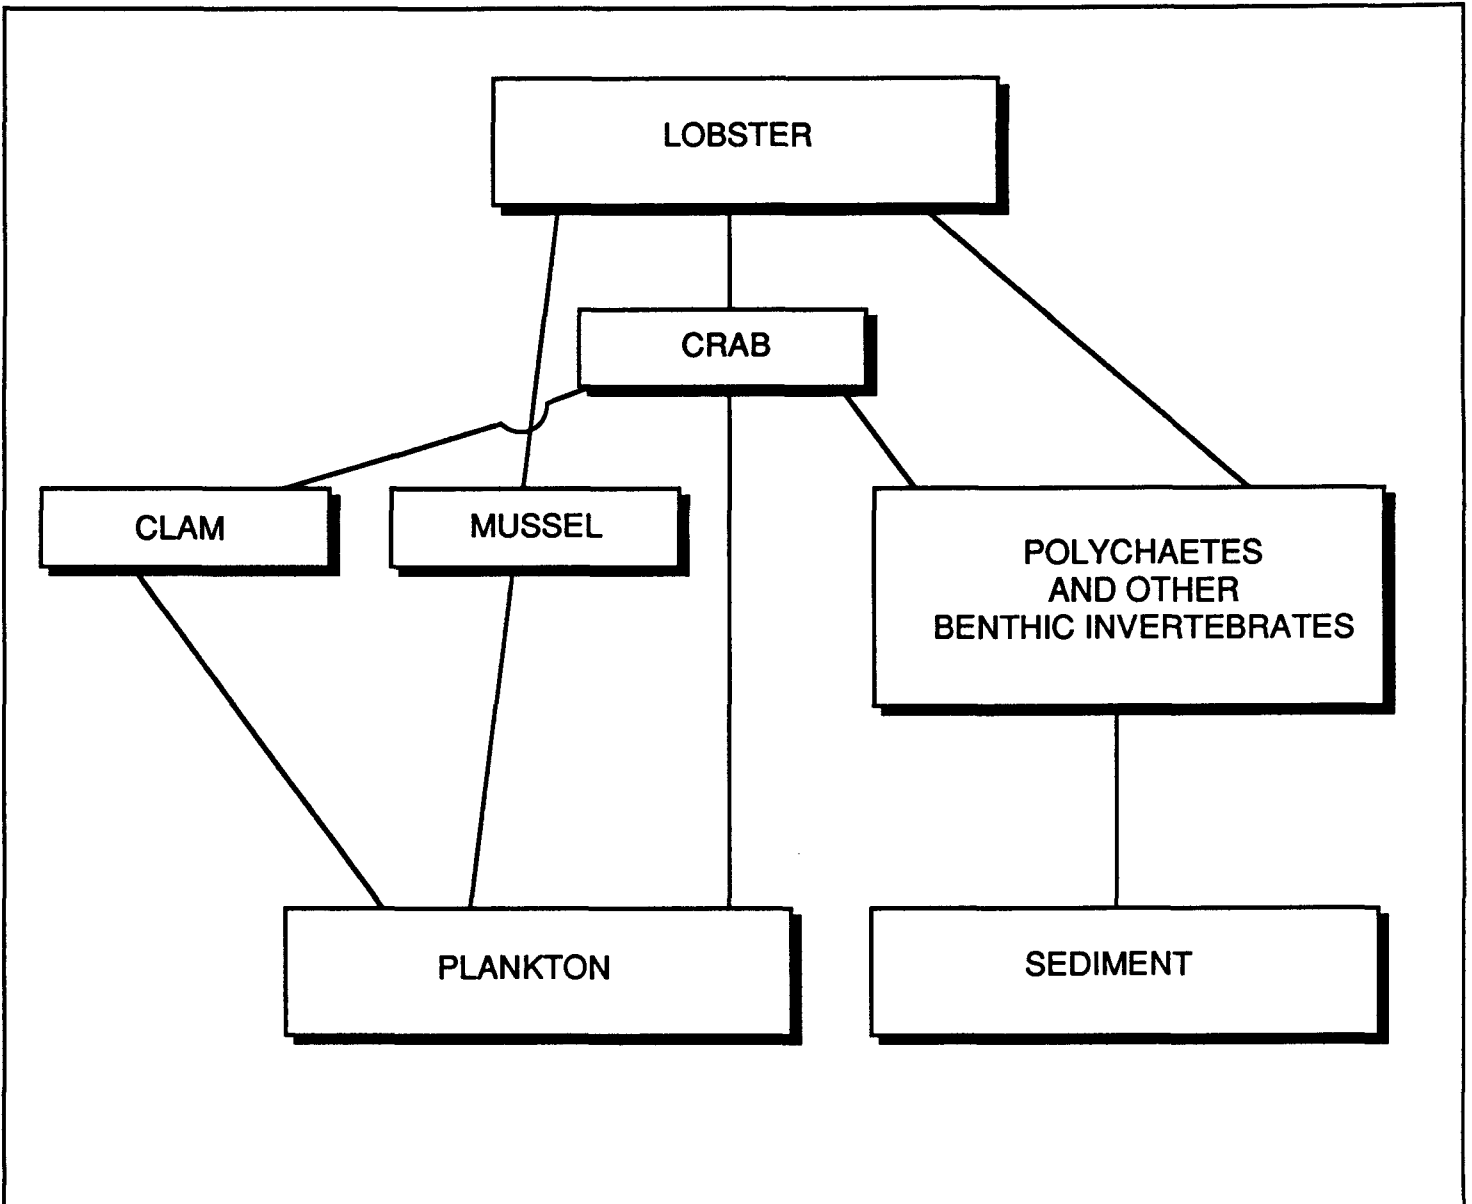 LOBSTER
CRAB
CLAM
MUSSEL
POLYCHAETES
AND OTHER
BENTHIC INVERTEBRATES
PLANKTON
SEDIMENT